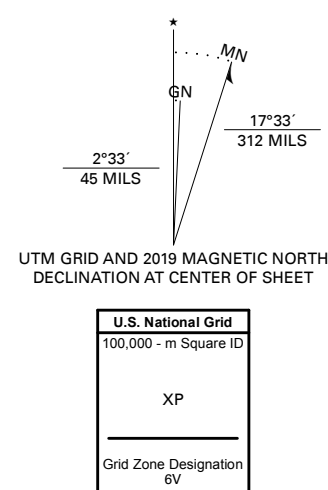 ★
MN
GN
17°33´
312 MILS
2°33´
45 MILS
UTM GRID AND 2019 MAGNETIC NORTH
DECLINATION AT CENTER OF SHEET
U.S. National Grid
100,000 - m Square ID
XP
Grid Zone Designation
6V